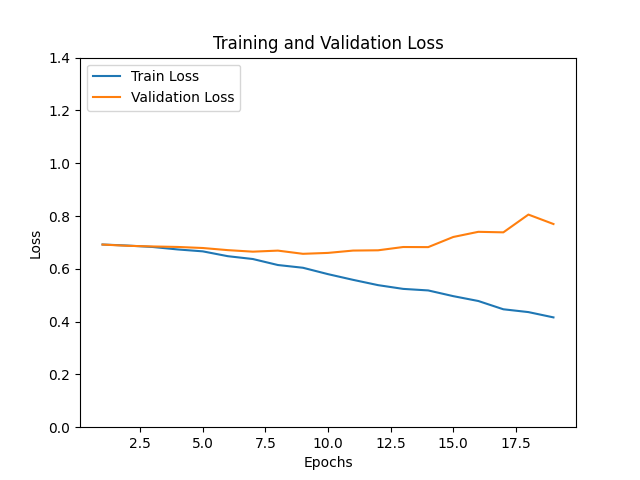 Training and Validation Loss
1.4
1.2
1.0
0.8
0.6
0.4
0.2
0.0
Loss
Train Loss
Validation Loss
2.5 5.0 7.5 10.0 12.5 15.0 17.5
Epochs